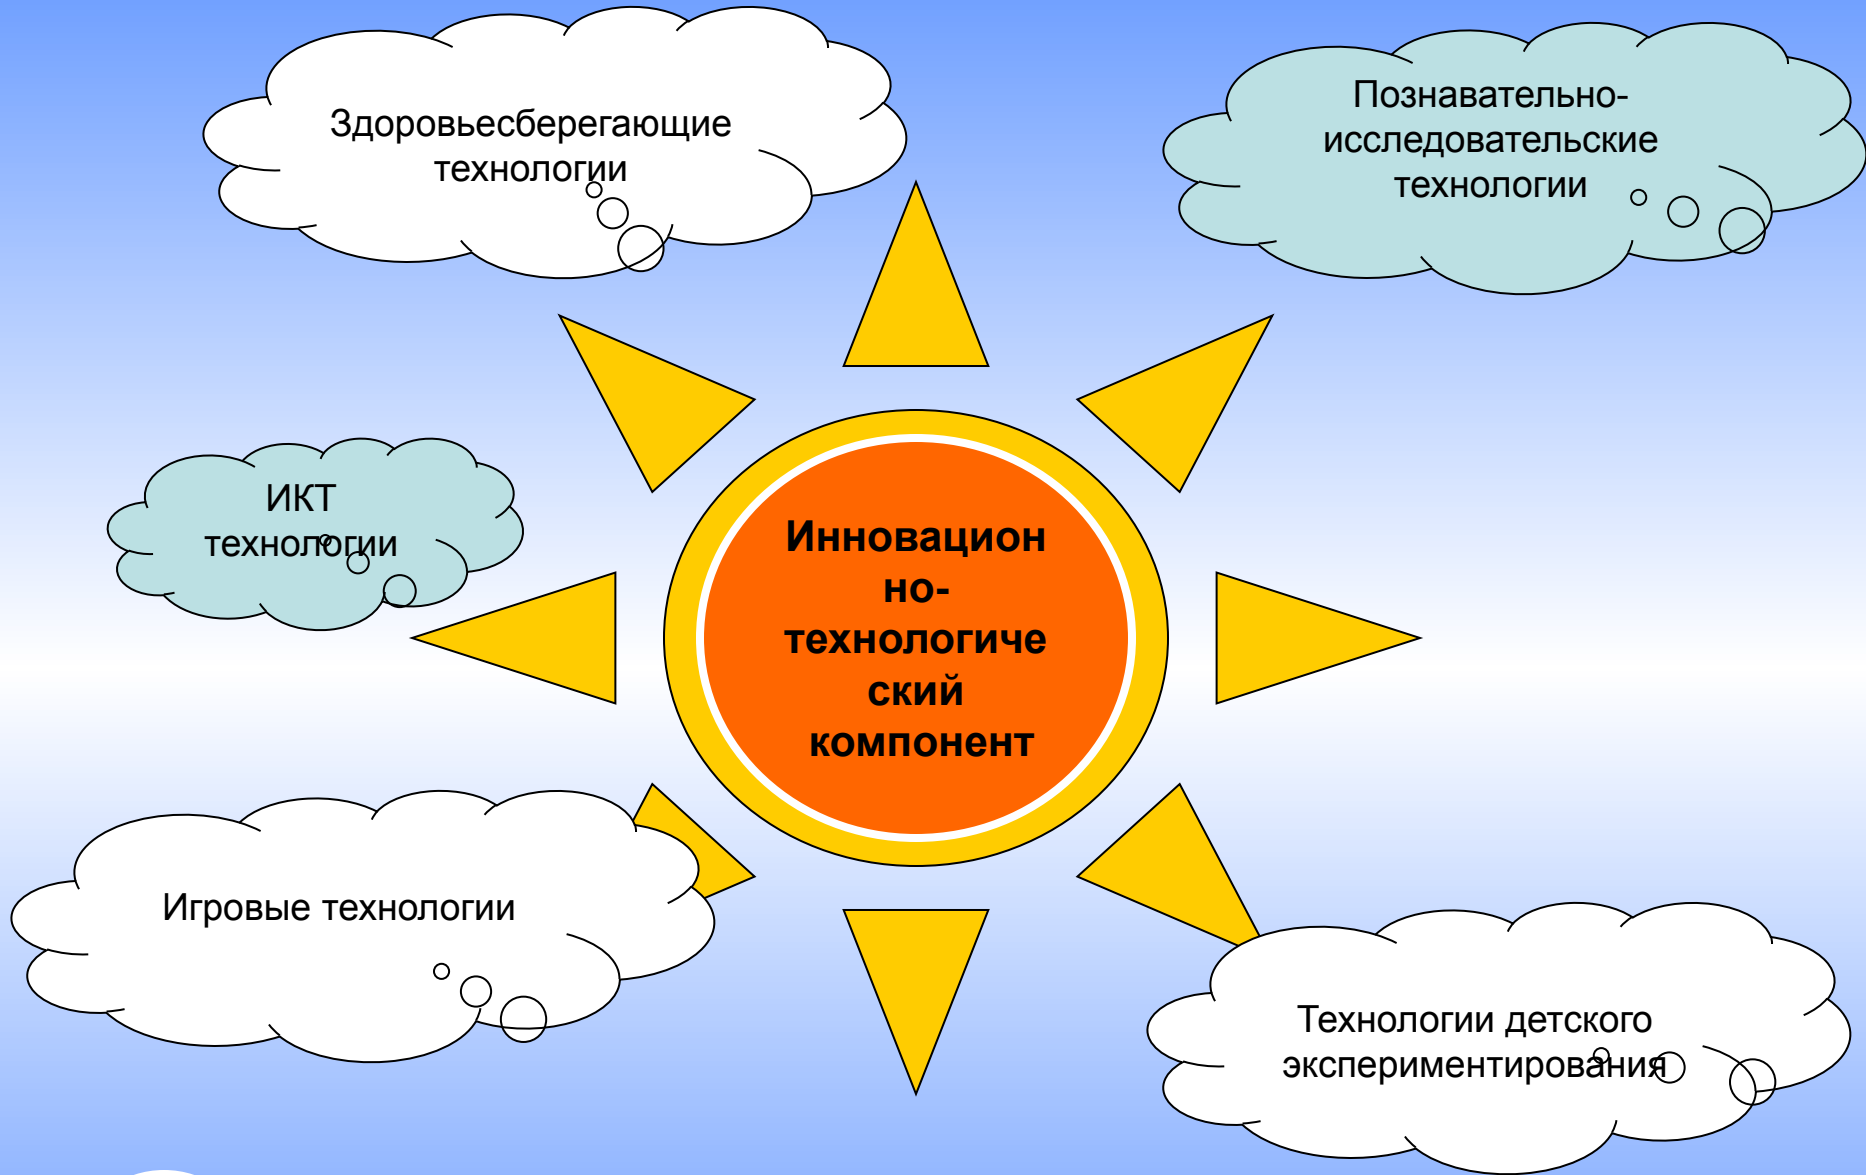 Здоровьесберегающие
технологии
Познавательно-
исследовательские
технологии
ИКТ
технологии
Инновацион
но-
технологиче
ский
компонент
Игровые технологии
Технологии детского
экспериментирования